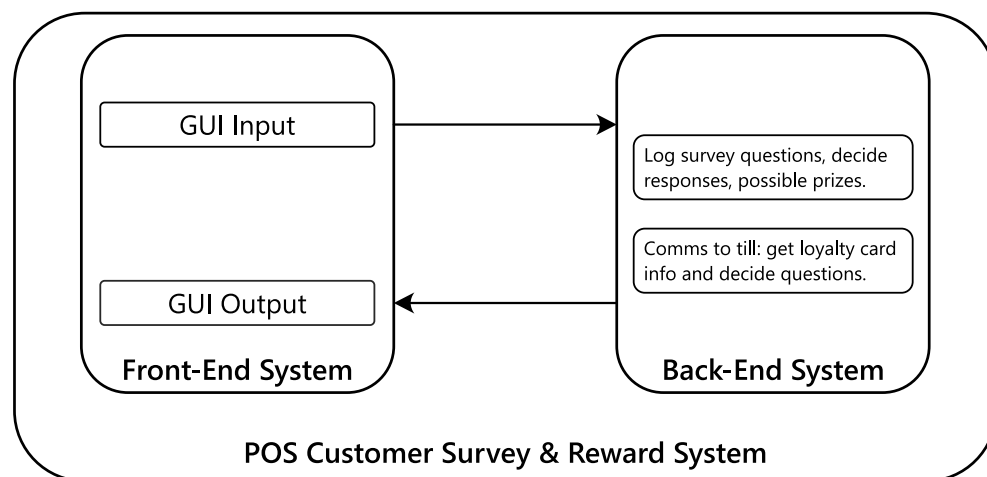 GUI Input
GUI Output
Front-End System
Log survey questions, decide
responses, possible prizes.
Comms to till: get loyalty card
info and decide questions.
Back-End System
POS Customer Survey & Reward System